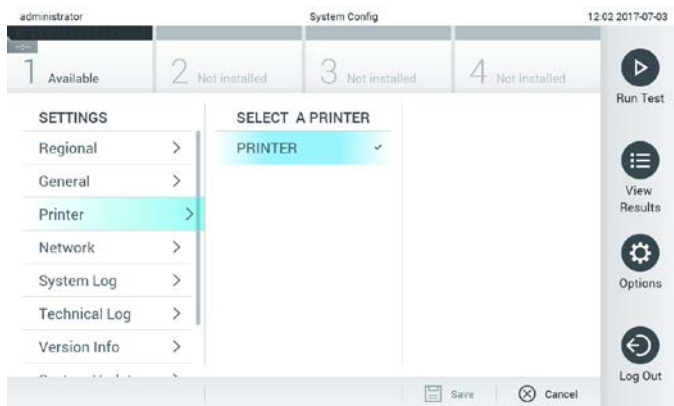 administrator System Config 12:02 2017-07-03
1 Available 2 Not installed 3 Not installed 4 Not installed
Run Test
SETTINGS SELECT A PRINTER
Regional PRINTER
General
Printer
Network
System Log
Technical Log
Version Info
View
Results
Options
Log Out
Save Cancel